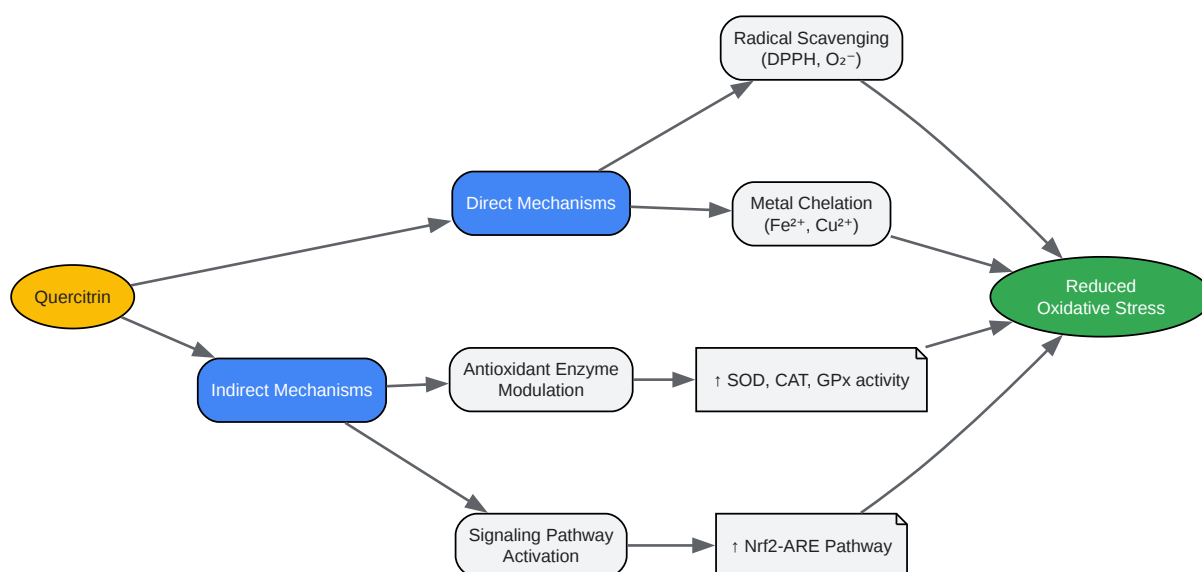 Radical Scavenging
(DPPH, O₂⁻)
Direct Mechanisms
Metal Chelation
(Fe²⁺, Cu²⁺)
Quercitrin
Reduced
Oxidative Stress
Indirect Mechanisms
Antioxidant Enzyme
Modulation
↑ SOD, CAT, GPx activity
Signaling Pathway
Activation
↑ Nrf2-ARE Pathway